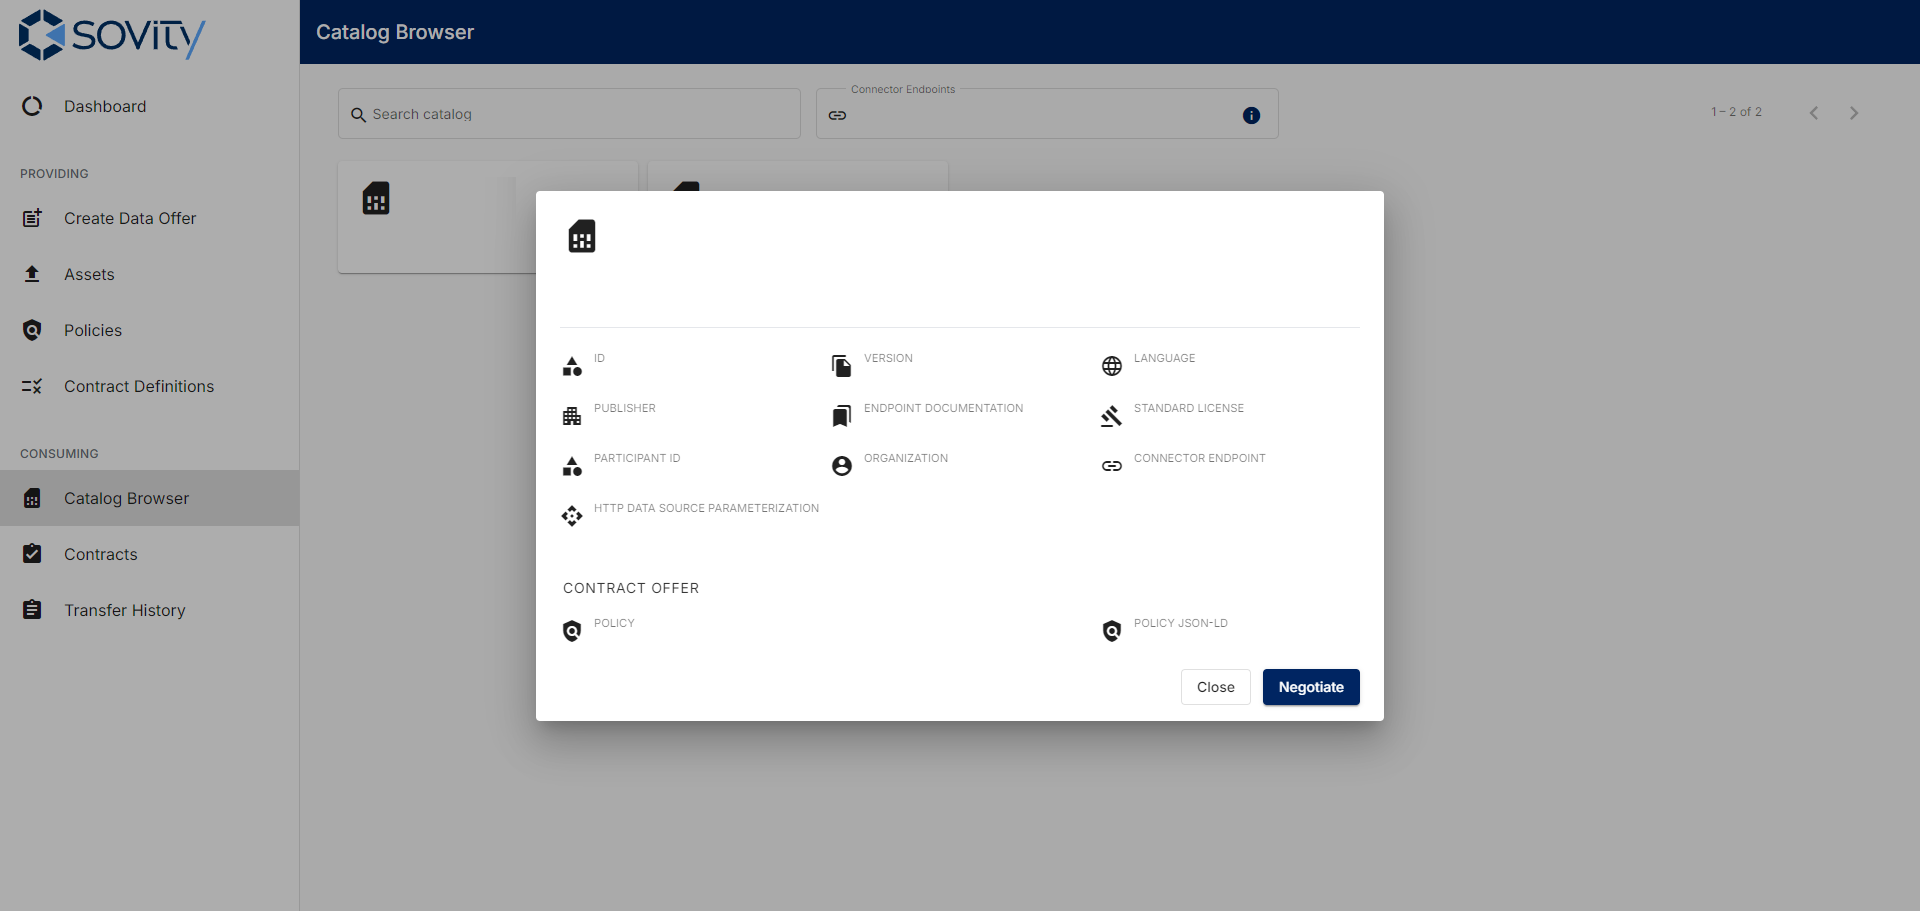 sovity
Catalog Browser
Dashboard
PROVIDING
Create Data Offer
Assets
Policies
Contract Definitions
CONSUMING
Catalog Browser
Contracts
Transfer History
Search catalog
Connector Endpoints
1 – 2 of 2
ID
VERSION
LANGUAGE
PUBLISHER
ENDPOINT DOCUMENTATION
STANDARD LICENSE
PARTICIPANT ID
ORGANIZATION
CONNECTOR ENDPOINT
HTTP DATA SOURCE PARAMETERIZATION
CONTRACT OFFER
POLICY
POLICY JSON-LD
Close
Negotiate